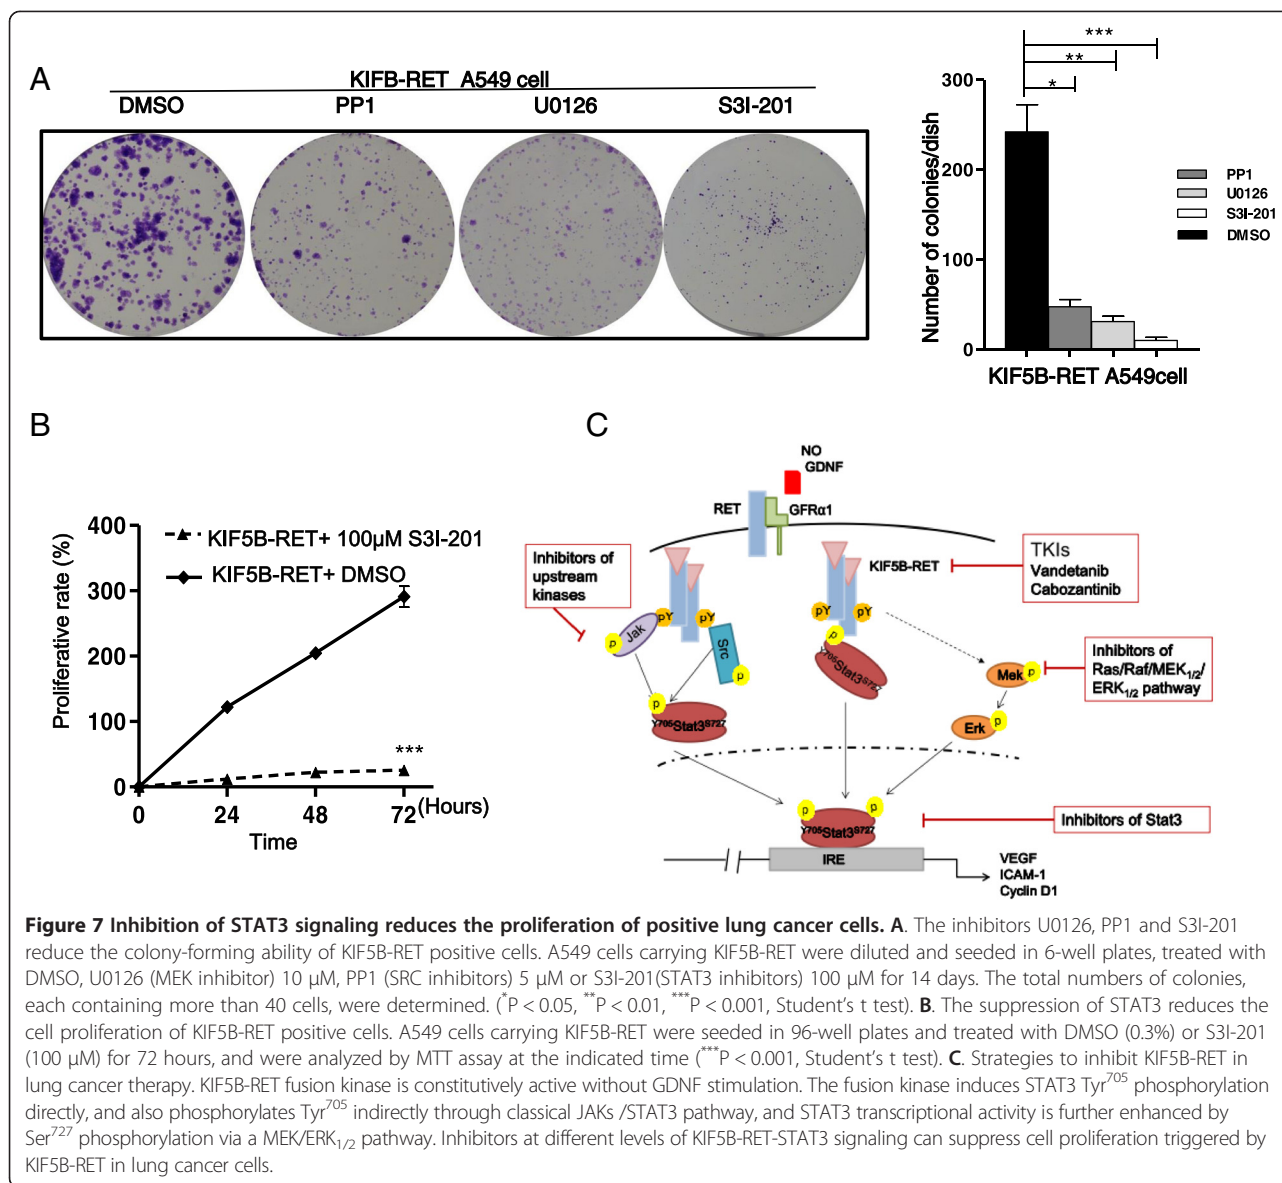 A
KIFB-RET A549 cell
DMSO PP1 U0126 S3I-201
***
**
*
300
200
100
0
Number of colonies/dish
PP1
U0126
S3I-201
DMSO
KIF5B-RET A549cell
B
400
300
200
100
0
Proliferative rate (%)
KIF5B-RET+ 100µM S3I-201
KIF5B-RET+ DMSO
***
0 24 48 72 (Hours)
Time
C
NO
GDNF
RET
GFRα1
Inhibitors of
upstream
kinases
KIF5B-RET
TKIs
Vandetanib
Cabozantinib
pY pY pY pY
p Jak
Src
p
p
Y705Stat3S727
p
Y705Stat3S727
Mek p
Erk p
Inhibitors of
Ras/Raf/MEK1/2/
ERK1/2 pathway
p p
Y705Stat3S727
Inhibitors of Stat3
IRE
VEGF
ICAM-1
Cyclin D1
Figure 7 Inhibition of STAT3 signaling reduces the proliferation of positive lung cancer cells. A. The inhibitors U0126, PP1 and S3I-201
reduce the colony-forming ability of KIF5B-RET positive cells. A549 cells carrying KIF5B-RET were diluted and seeded in 6-well plates, treated with
DMSO, U0126 (MEK inhibitor) 10 µM, PP1 (SRC inhibitors) 5 µM or S3I-201(STAT3 inhibitors) 100 µM for 14 days. The total numbers of colonies,
each containing more than 40 cells, were determined. (*P < 0.05, **P < 0.01, ***P < 0.001, Student's t test). B. The suppression of STAT3 reduces the
cell proliferation of KIF5B-RET positive cells. A549 cells carrying KIF5B-RET were seeded in 96-well plates and treated with DMSO (0.3%) or S3I-201
(100 µM) for 72 hours, and were analyzed by MTT assay at the indicated time (***P < 0.001, Student's t test). C. Strategies to inhibit KIF5B-RET in
lung cancer therapy. KIF5B-RET fusion kinase is constitutively active without GDNF stimulation. The fusion kinase induces STAT3 Tyr705 phosphorylation
directly, and also phosphorylates Tyr705 indirectly through classical JAKs /STAT3 pathway, and STAT3 transcriptional activity is further enhanced by
Ser727 phosphorylation via a MEK/ERK1/2 pathway. Inhibitors at different levels of KIF5B-RET-STAT3 signaling can suppress cell proliferation triggered by
KIF5B-RET in lung cancer cells.